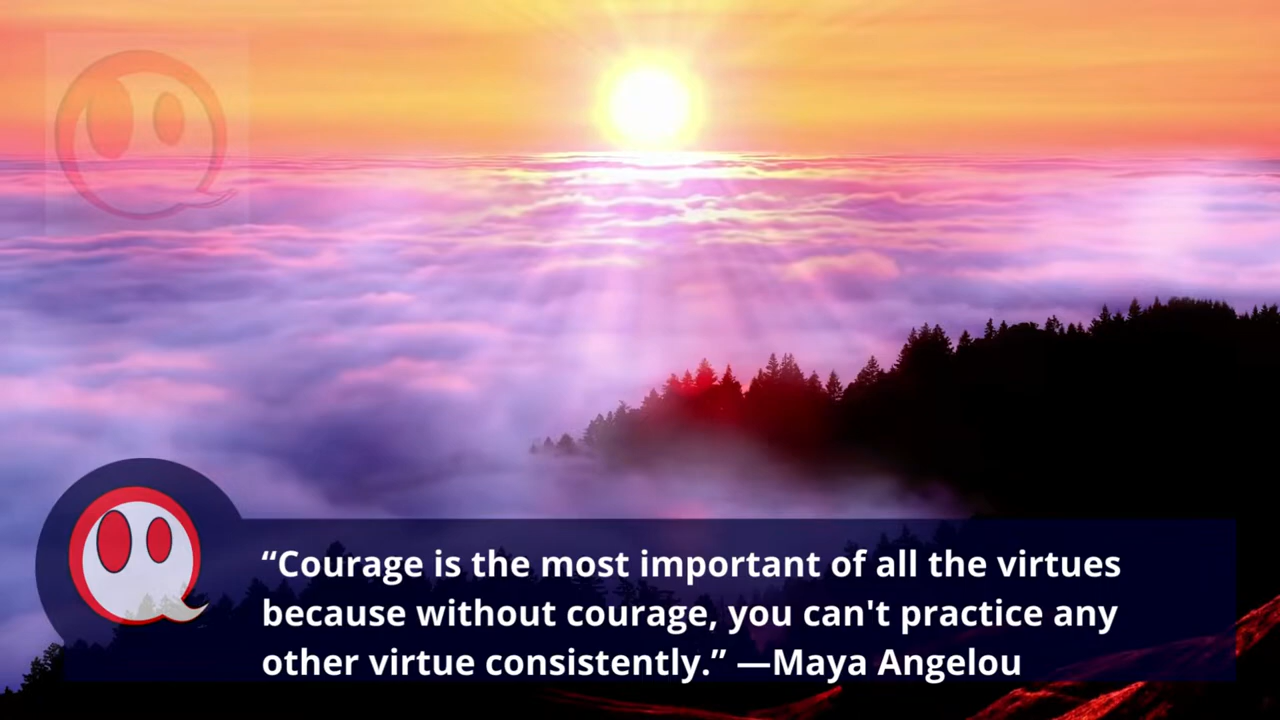 “Courage is the most important of all the virtues
because without courage, you can't practice any
other virtue consistently.” —Maya Angelou